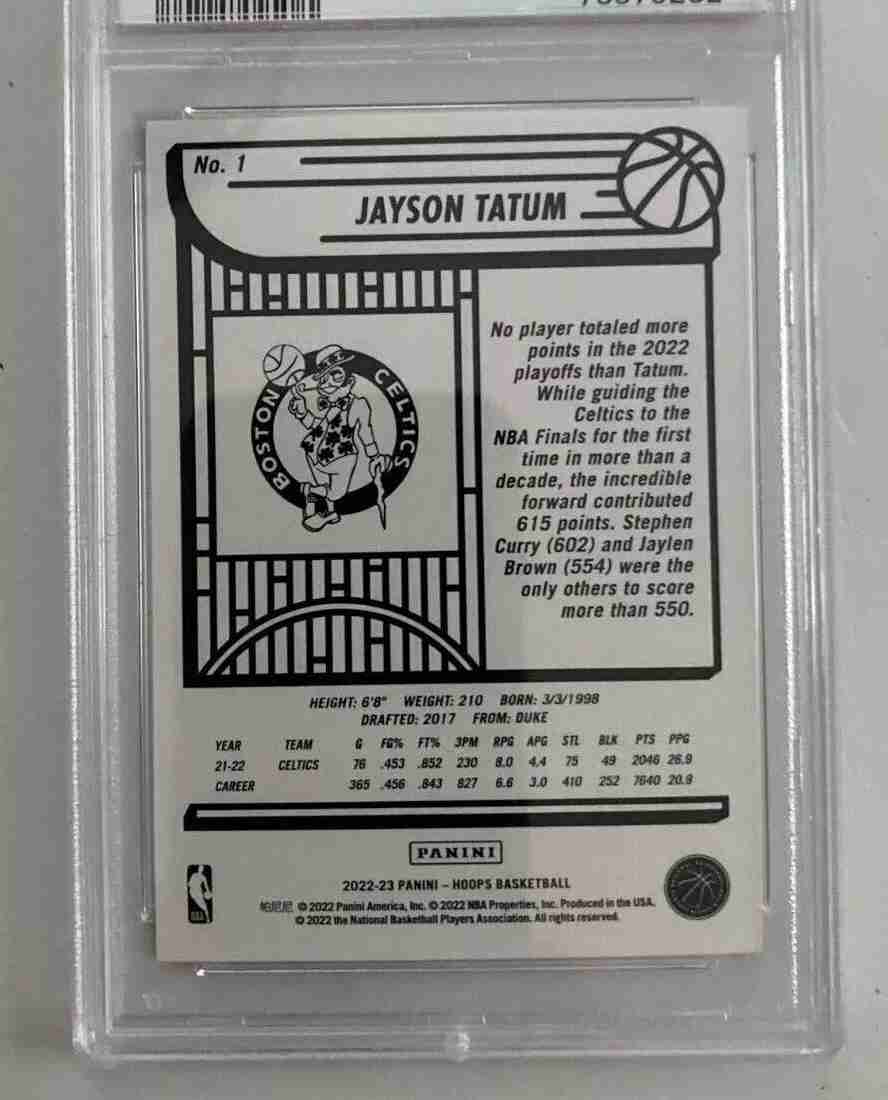 No. 1
JAYSON TATUM
BOSTON CELTICS
No player totaled more
points in the 2022
playoffs than Tatum.
While guiding the
Celtics to the
NBA Finals for the first
time in more than a
decade, the incredible
forward contributed
615 points. Stephen
Curry (602) and Jaylen
Brown (554) were the
only others to score
more than 550.
HEIGHT: 6'8" WEIGHT: 210 BORN: 3/3/1998
DRAFTED: 2017 FROM: DUKE
YEAR TEAM G FG% FT% 3PM RPG APG STL BLK PTS PPG
21-22 CELTICS 76 .453 .852 230 8.0 4.4 75 49 2046 26.9
CAREER 365 .456 .843 827 6.6 3.0 410 252 7640 20.9
PANINI
2022-23 PANINI – HOOPS BASKETBALL
帕尼尼 © 2022 Panini America, Inc. © 2022 NBA Properties, Inc. Produced in the USA.
© 2022 the National Basketball Players Association. All rights reserved.
NBA